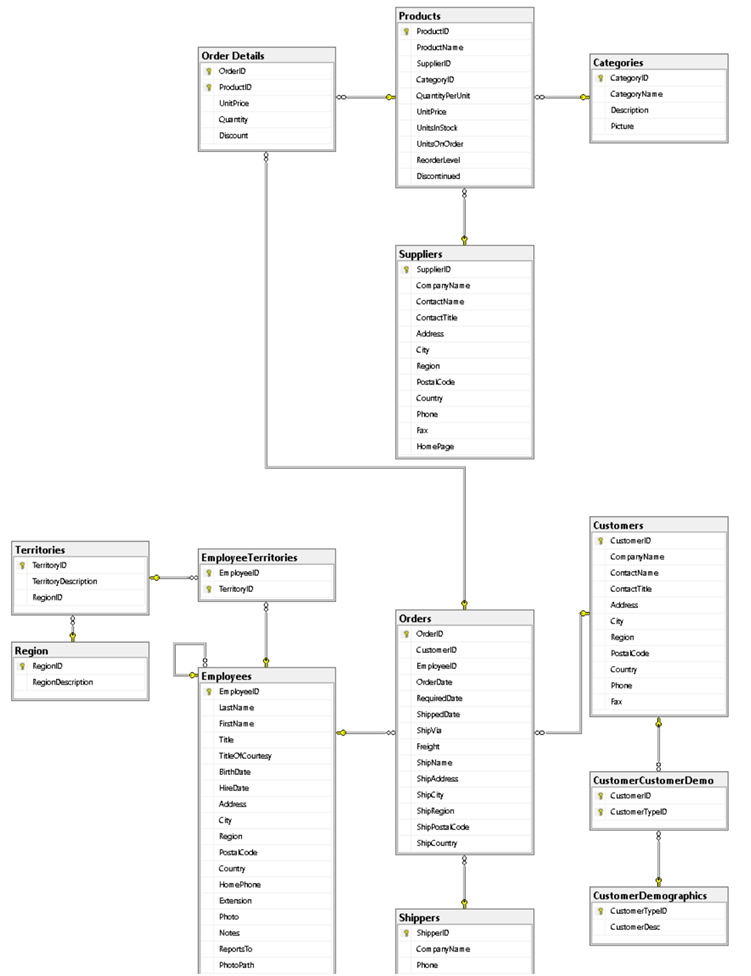 Products
ProductID
ProductName
SupplierID
CategoryID
QuantityPerUnit
UnitPrice
UnitsInStock
UnitsOnOrder
ReorderLevel
Discontinued
Order Details
OrderID
ProductID
UnitPrice
Quantity
Discount
Categories
CategoryID
CategoryName
Description
Picture
Suppliers
SupplierID
CompanyName
ContactName
ContactTitle
Address
City
Region
PostalCode
Country
Phone
Fax
HomePage
Customers
CustomerID
CompanyName
ContactName
ContactTitle
Address
City
Region
PostalCode
Country
Phone
Fax
Territories
TerritoryID
TerritoryDescription
RegionID
EmployeeTerritories
EmployeeID
TerritoryID
Region
RegionID
RegionDescription
Employees
EmployeeID
LastName
FirstName
Title
TitleOfCourtesy
BirthDate
HireDate
Address
City
Region
PostalCode
Country
HomePhone
Extension
Photo
Notes
ReportsTo
PhotoPath
Orders
OrderID
CustomerID
EmployeeID
OrderDate
RequiredDate
ShippedDate
ShipVia
Freight
ShipName
ShipAddress
ShipCity
ShipRegion
ShipPostalCode
ShipCountry
CustomerCustomerDemo
CustomerID
CustomerTypeID
CustomerDemographics
CustomerTypeID
CustomerDesc
Shippers
ShipperID
CompanyName
Phone